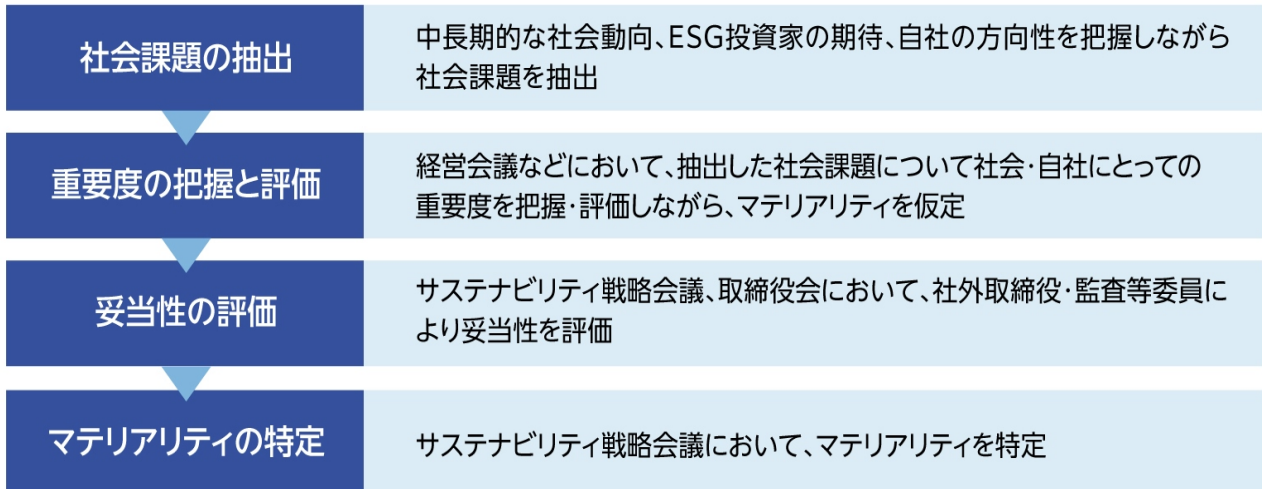 社会課題の抽出
中長期的な社会動向、ESG投資家の期待、自社の方向性を把握しながら
社会課題を抽出
重要度の把握と評価
経営会議などにおいて、抽出した社会課題について社会・自社にとっての
重要度を把握・評価しながら、マテリアリティを仮定
妥当性の評価
サステナビリティ戦略会議、取締役会において、社外取締役・監査等委員に
より妥当性を評価
マテリアリティの特定
サステナビリティ戦略会議において、マテリアリティを特定